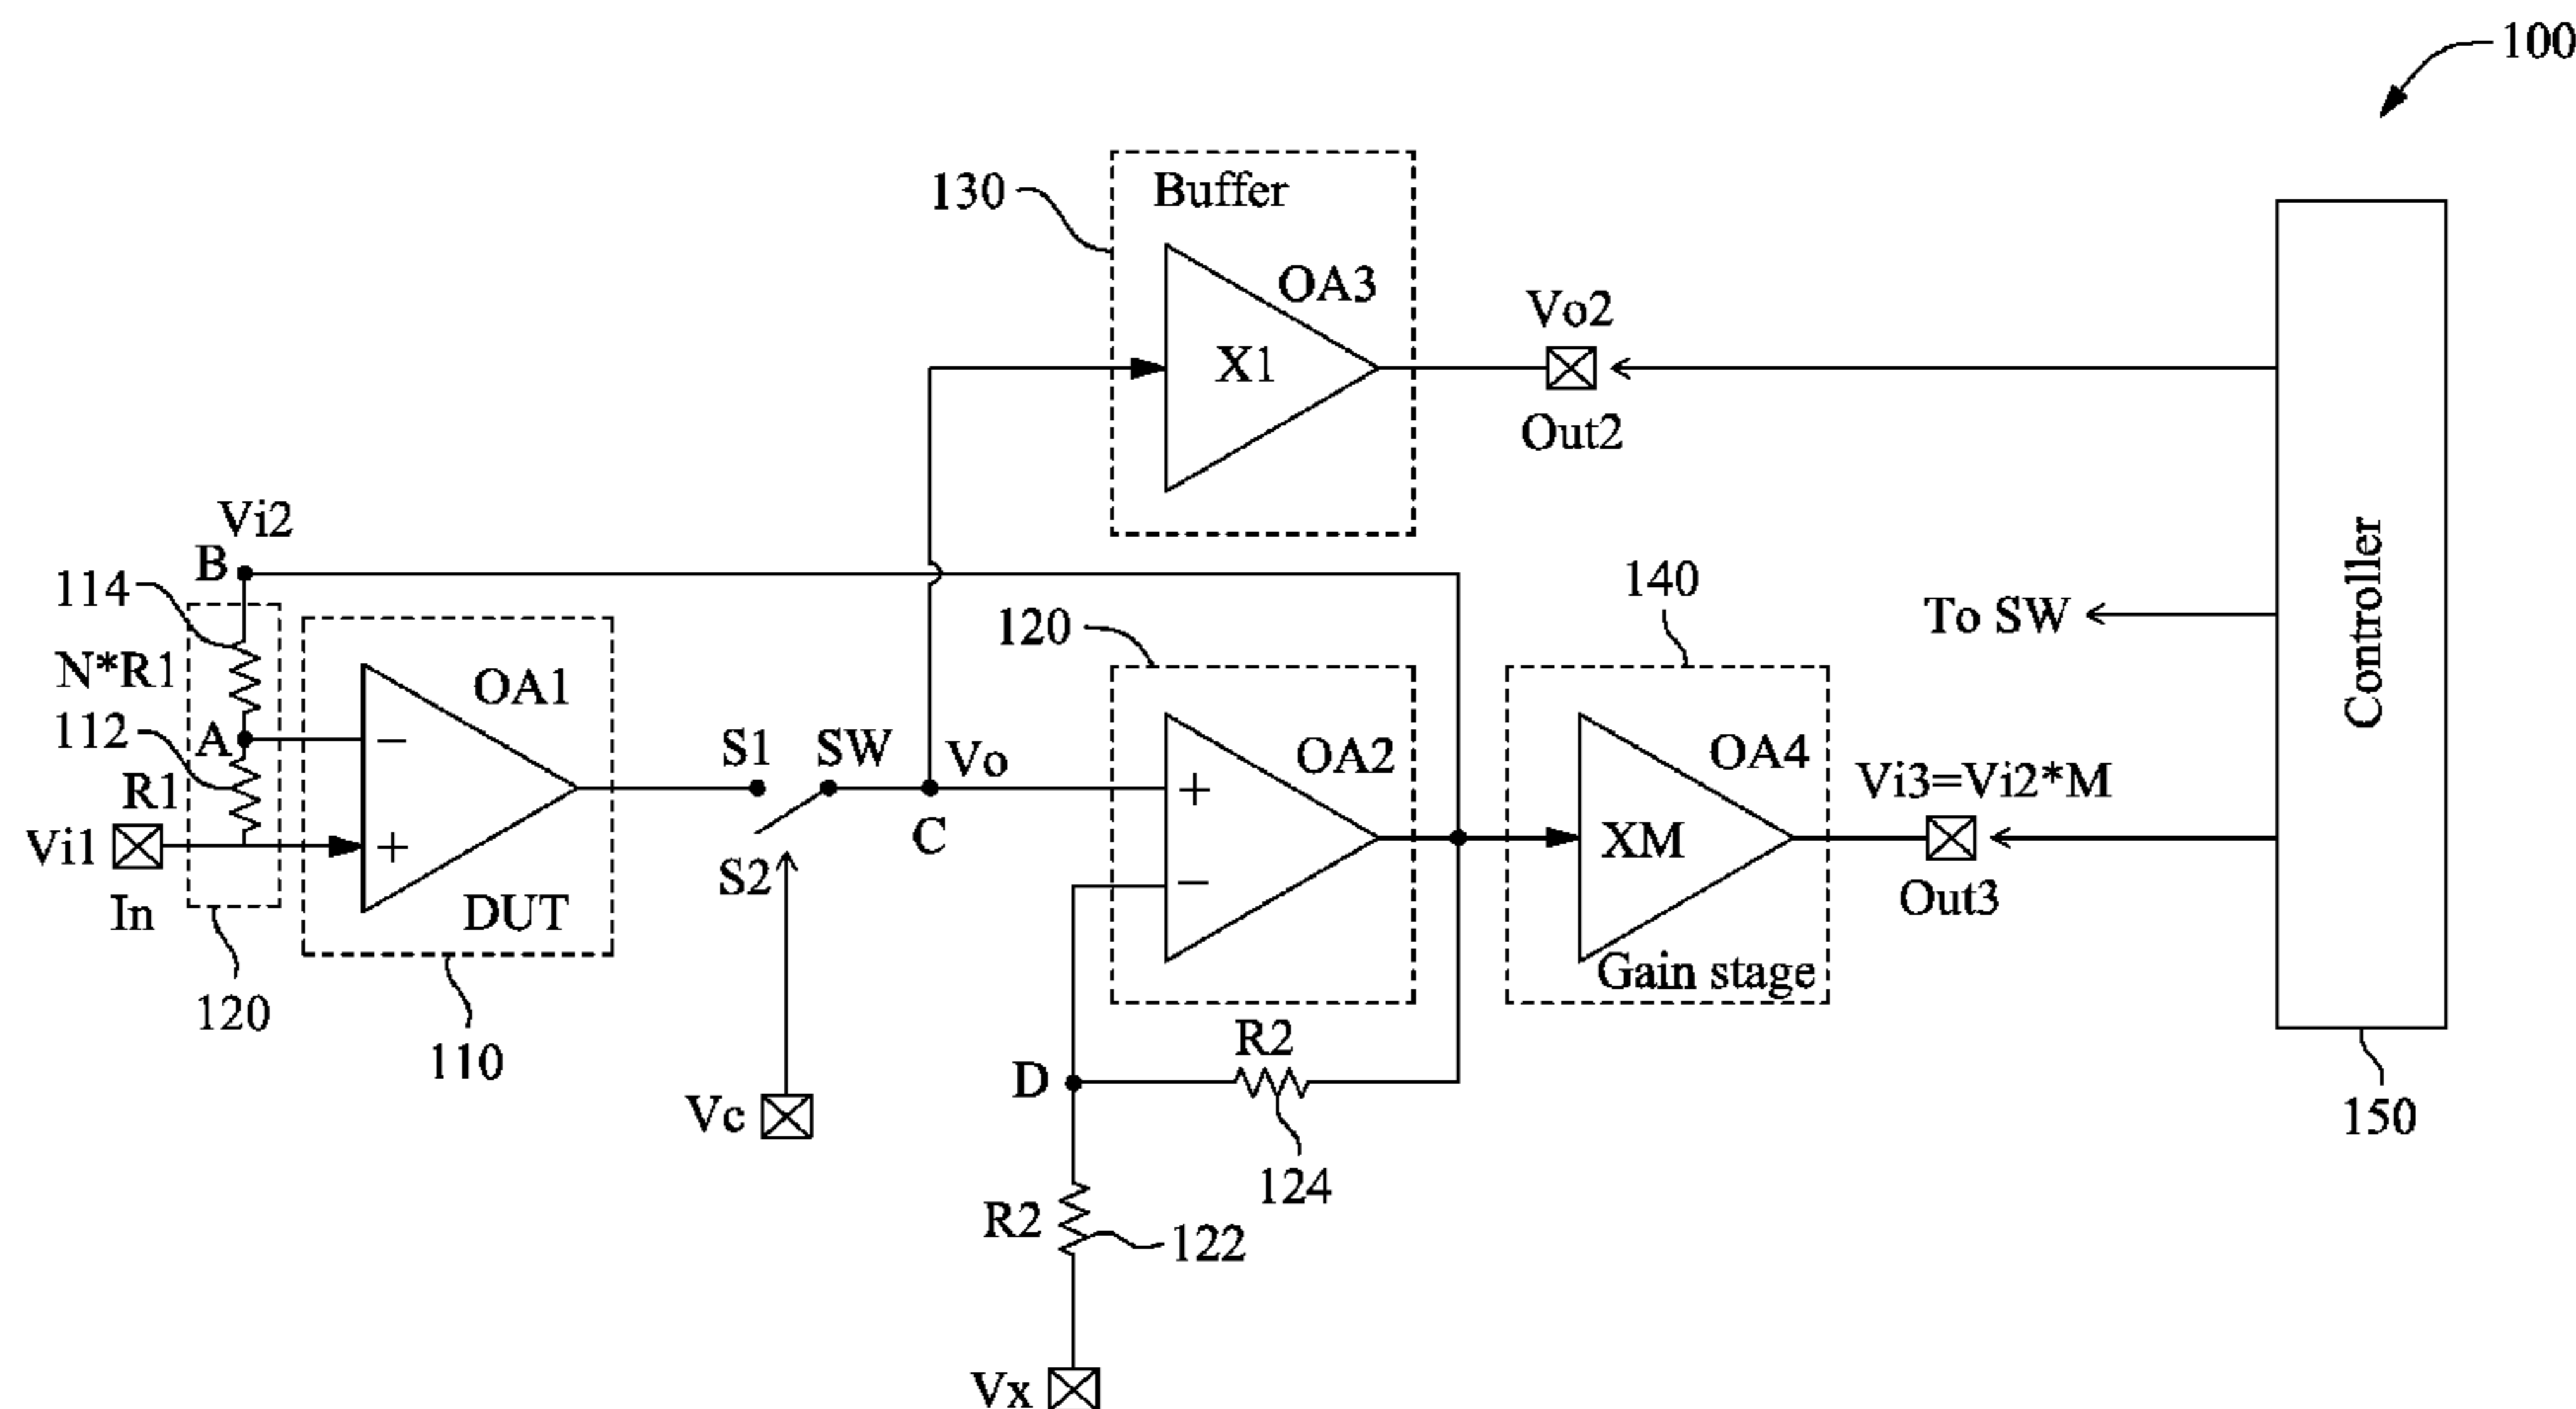 100
130
Buffer
OA3
X1
Vo2
Out2
Controller
150
Vi2
B
114
N*R1
A
112
R1
Vi1
In
120
OA1
−
+
DUT
110
S1
SW
S2
Vc
Vo
C
120
OA2
+
−
D
R2
124
R2
122
Vx
140
OA4
XM
Gain stage
Vi3=Vi2*M
Out3
To SW